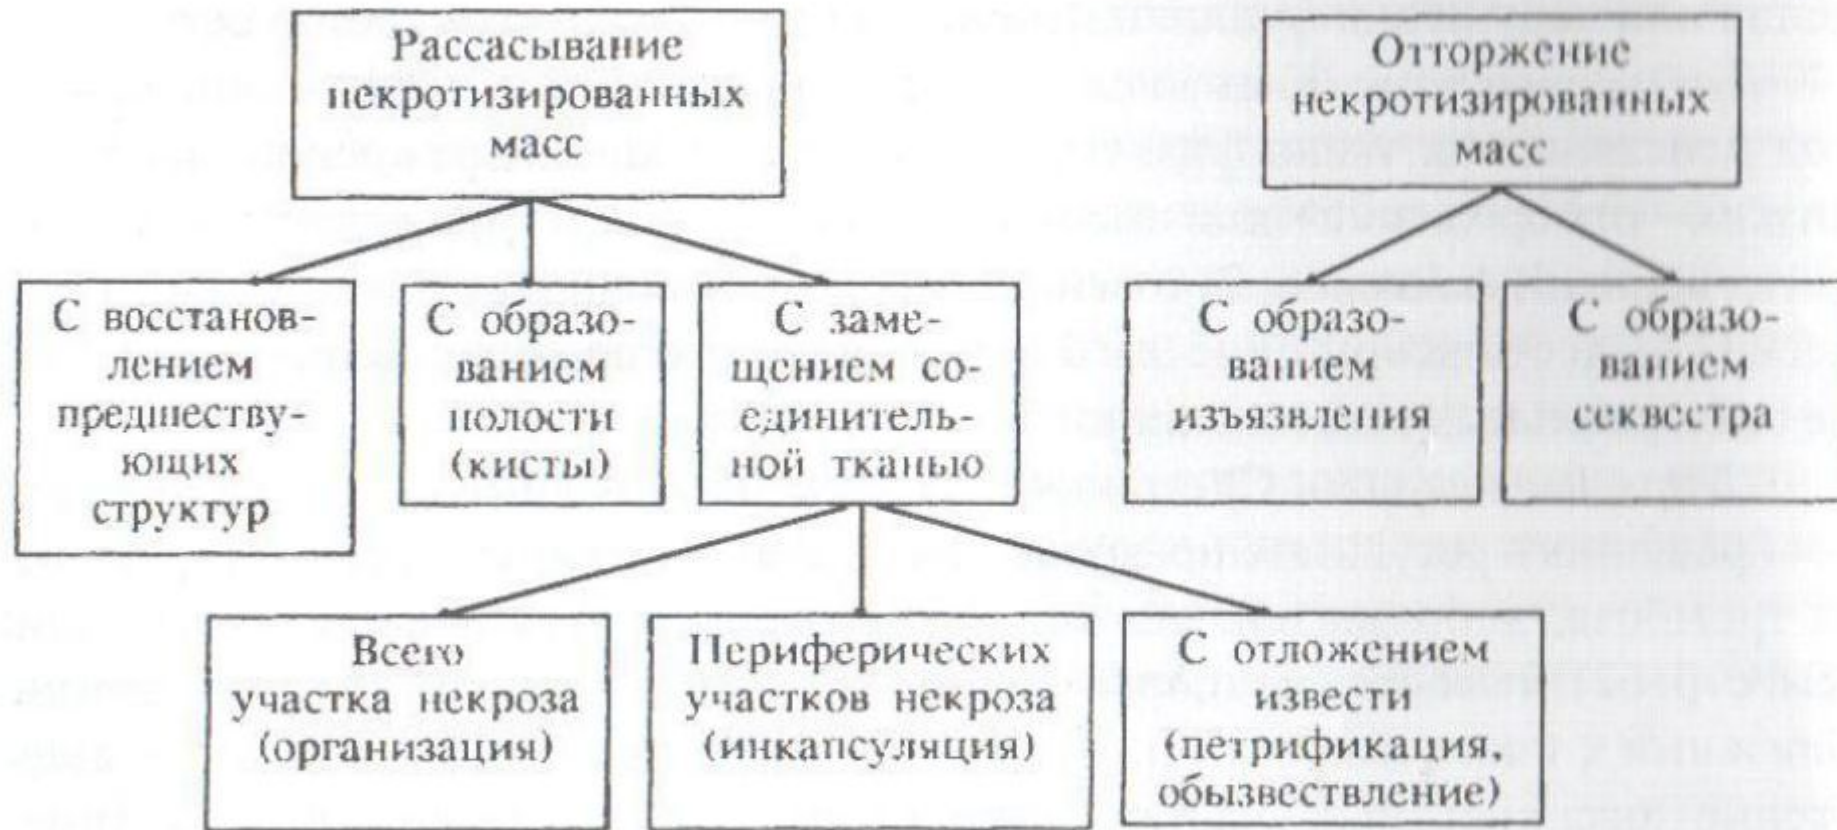 Рассасывание
некротизированных
масс
Отторжение
некротизированных
масс
С восстанов-
лением
предшеству-
ющих
структур
С образо-
ванием
полости
(кисты)
С заме-
щением со-
единитель-
ной тканью
С образо-
ванием
изъязвления
С образо-
ванием
секвестра
Всего
участка некроза
(организация)
Периферических
участков некроза
(инкапсуляция)
С отложением
извести
(петрификация,
обызвествление)